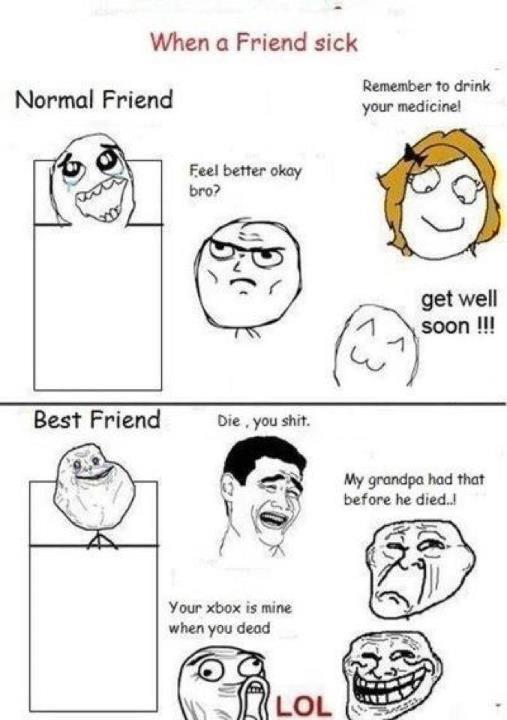 When a Friend sick
Normal Friend
Remember to drink
your medicine!
Feel better okay
bro?
get well
soon !!!
Best Friend
Die , you shit.
My grandpa had that
before he died..!
Your xbox is mine
when you dead
LOL